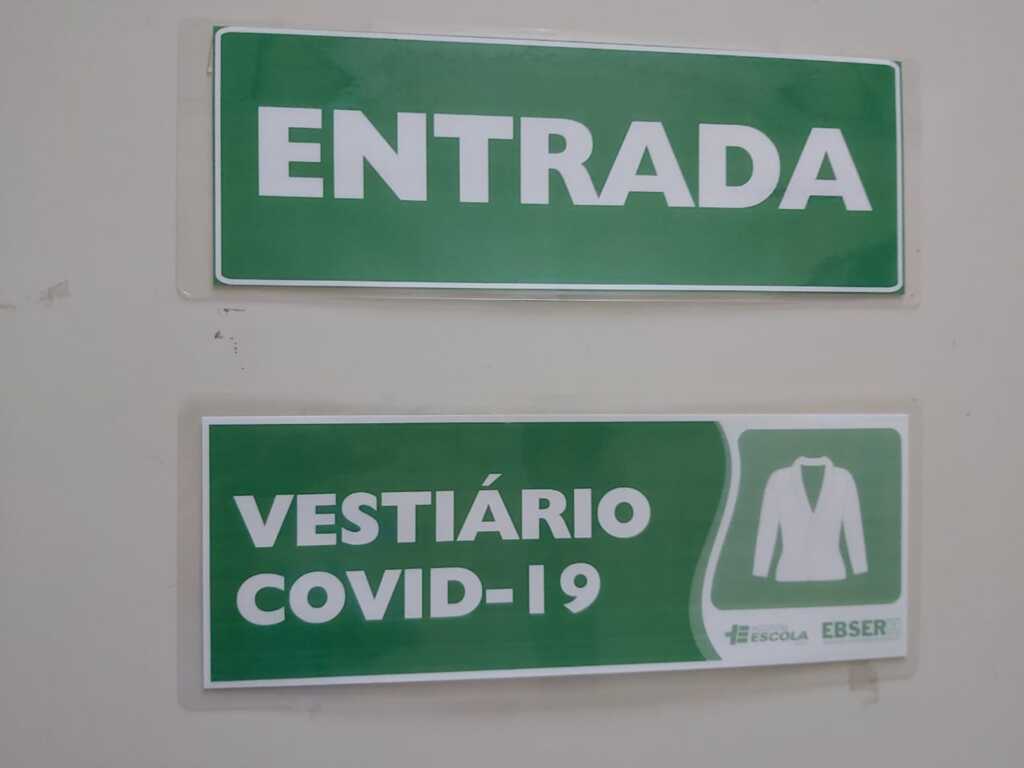 ENTRADA
VESTIÁRIO
COVID-19
ESCOLA
EBSER